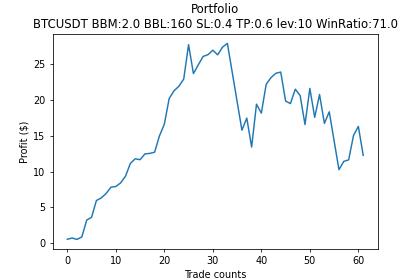 Portfolio
BTCUSDT BBM:2.0 BBL:160 SL:0.4 TP:0.6 lev:10 WinRatio:71.0
25
20
15
10
5
0
Profit ($)
0 10 20 30 40 50 60
Trade counts